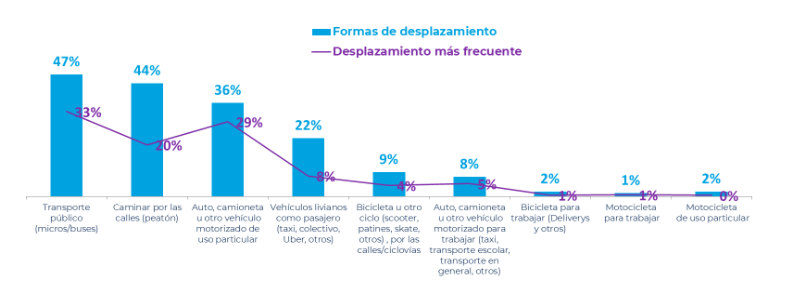 Formas de desplazamiento
Desplazamiento más frecuente
47%
44%
36%
22%
9%
8%
2%
1%
2%
33%
20%
29%
8%
4%
5%
1%
1%
0%
Transporte
público
(micros/buses)
Caminar por las
calles (peatón)
Auto, camioneta
u otro vehículo
motorizado de
uso particular
Vehículos livianos
como pasajero
(taxi, colectivo,
Uber, otros)
Bicicleta u otro
ciclo (scooter,
patines, skate,
otros) , por las
calles/ciclovías
Auto, camioneta
u otro vehículo
motorizado para
trabajar (taxi,
transporte escolar,
transporte en
general, otros)
Bicicleta para
trabajar (Deliverys
y otros)
Motocicleta
para trabajar
Motocicleta
de uso particular